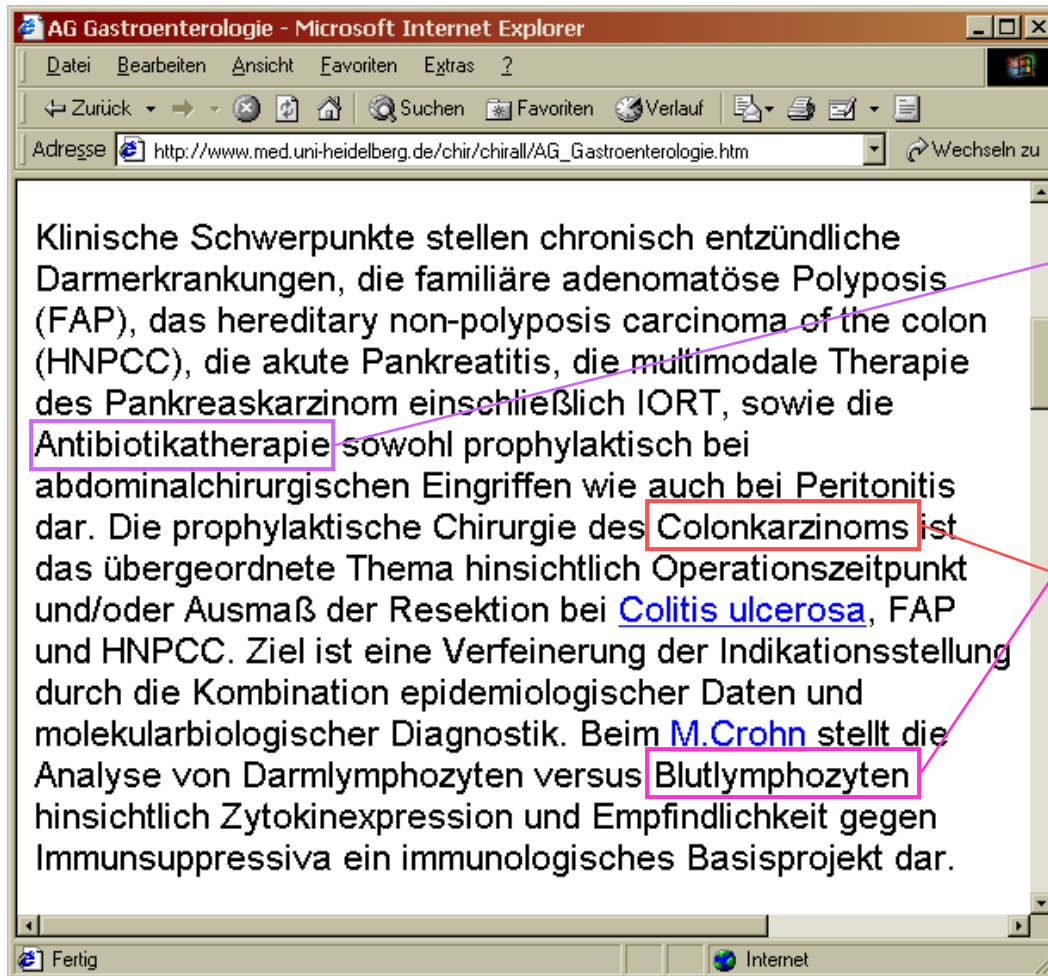 AG Gastroenterologie - Microsoft Internet Explorer
Datei Bearbeiten Ansicht Favoriten Extras ?
Zurück Suchen Favoriten Verlauf
Adresse http://www.med.uni-heidelberg.de/chir/chirall/AG_Gastroenterologie.htm Wechseln zu
Klinische Schwerpunkte stellen chronisch entzündliche
Darmerkrankungen, die familiäre adenomatöse Polyposis
(FAP), das hereditary non-polyposis carcinoma of the colon
(HNPCC), die akute Pankreatitis, die multimodale Therapie
des Pankreaskarzinom einschließlich IORT, sowie die
Antibiotikatherapie sowohl prophylaktisch bei
abdominalchirurgischen Eingriffen wie auch bei Peritonitis
dar. Die prophylaktische Chirurgie des Colonkarzinoms ist
das übergeordnete Thema hinsichtlich Operationszeitpunkt
und/oder Ausmaß der Resektion bei Colitis ulcerosa, FAP
und HNPCC. Ziel ist eine Verfeinerung der Indikationsstellung
durch die Kombination epidemiologischer Daten und
molekularbiologischer Diagnostik. Beim M.Crohn stellt die
Analyse von Darmlymphozyten versus Blutlymphozyten
hinsichtlich Zytokinexpression und Empfindlichkeit gegen
Immunsuppressiva ein immunologisches Basisprojekt dar.
Fertig Internet